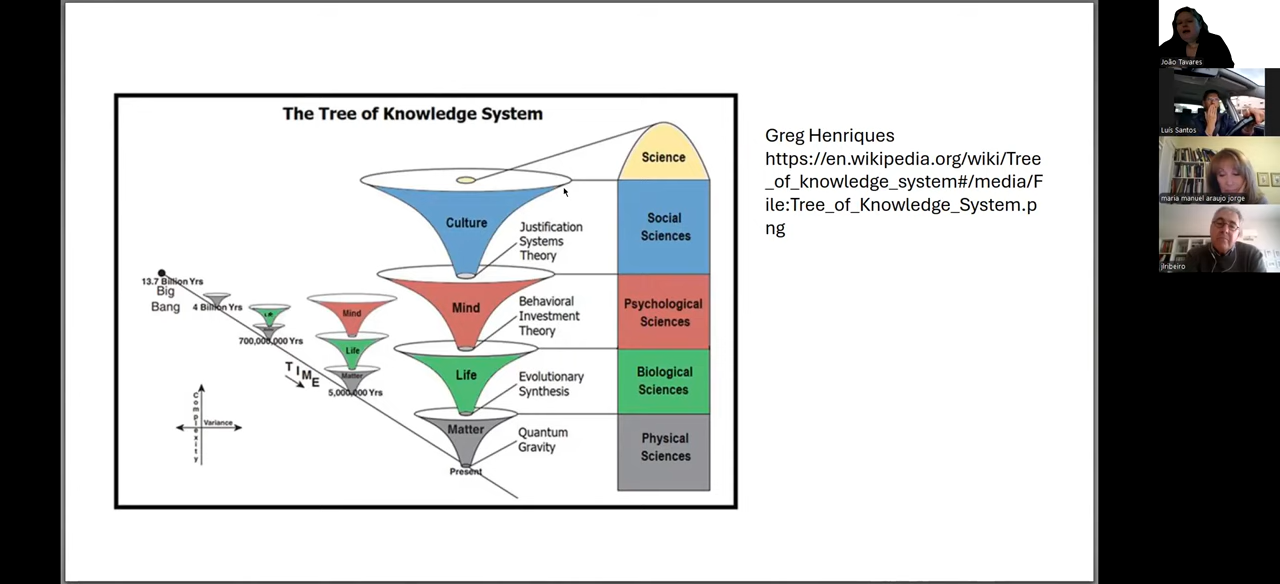 The Tree of Knowledge System
Science
Culture
Social
Sciences
Justification
Systems
Theory
Mind
Psychological
Sciences
Behavioral
Investment
Theory
Life
Biological
Sciences
Evolutionary
Synthesis
Matter
Physical
Sciences
Quantum
Gravity
Present
13.7 Billion Yrs
Big
Bang
4 Billion Yrs
700,000,000 Yrs
Mind
Life
Matter
5,000,000 Yrs
TIME
Complexity
Variance
Greg Henriques
https://en.wikipedia.org/wiki/Tree
_of_knowledge_system#/media/F
ile:Tree_of_Knowledge_System.p
ng
João Tavares
Luís Santos
maria manuel araujo jorge
jlribeiro